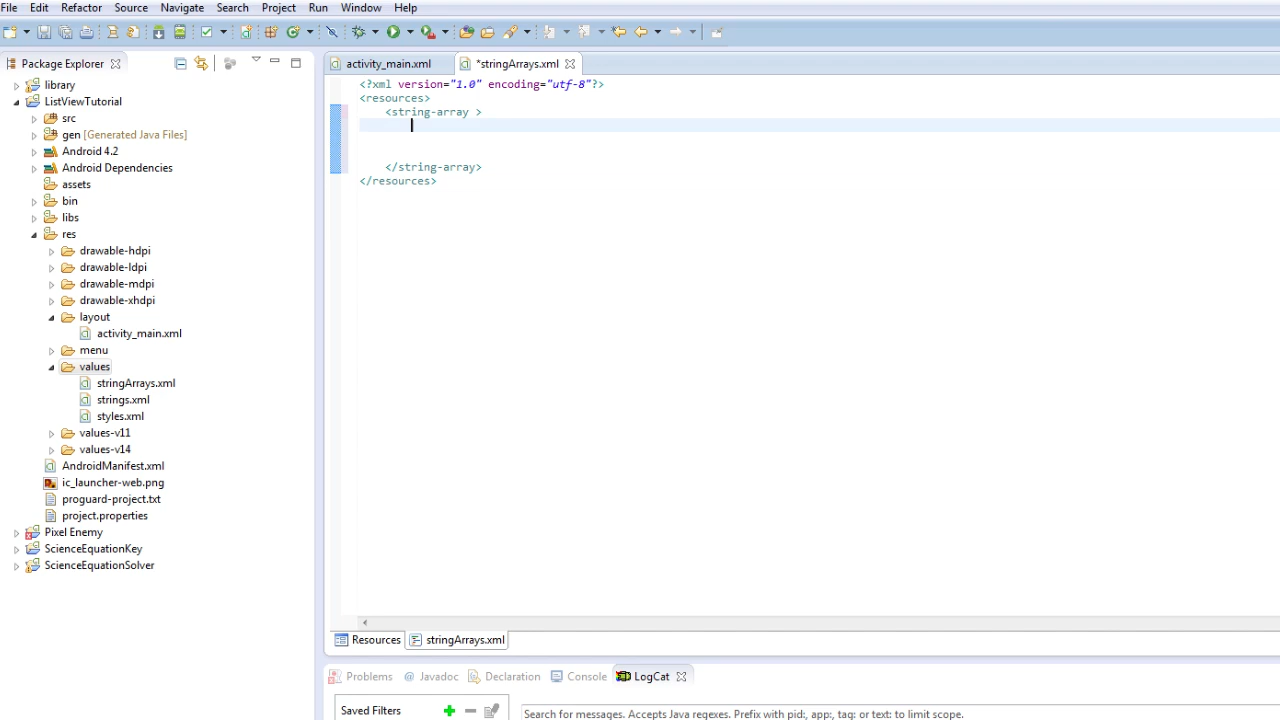 File Edit Refactor Source Navigate Search Project Run Window Help
Package Explorer
activity_main.xml
*stringArrays.xml
library
ListViewTutorial
src
gen [Generated Java Files]
Android 4.2
Android Dependencies
assets
bin
libs
res
drawable-hdpi
drawable-ldpi
drawable-mdpi
drawable-xhdpi
layout
activity_main.xml
menu
values
stringArrays.xml
strings.xml
styles.xml
values-v11
values-v14
AndroidManifest.xml
ic_launcher-web.png
proguard-project.txt
project.properties
Pixel Enemy
ScienceEquationKey
ScienceEquationSolver
<?xml version="1.0" encoding="utf-8"?>
<resources>
<string-array >
</string-array>
</resources>
Resources stringArrays.xml
Problems @ Javadoc Declaration Console LogCat
Saved Filters
Search for messages. Accepts Java regexes. Prefix with pid:, app:, tag: or text: to limit scope.